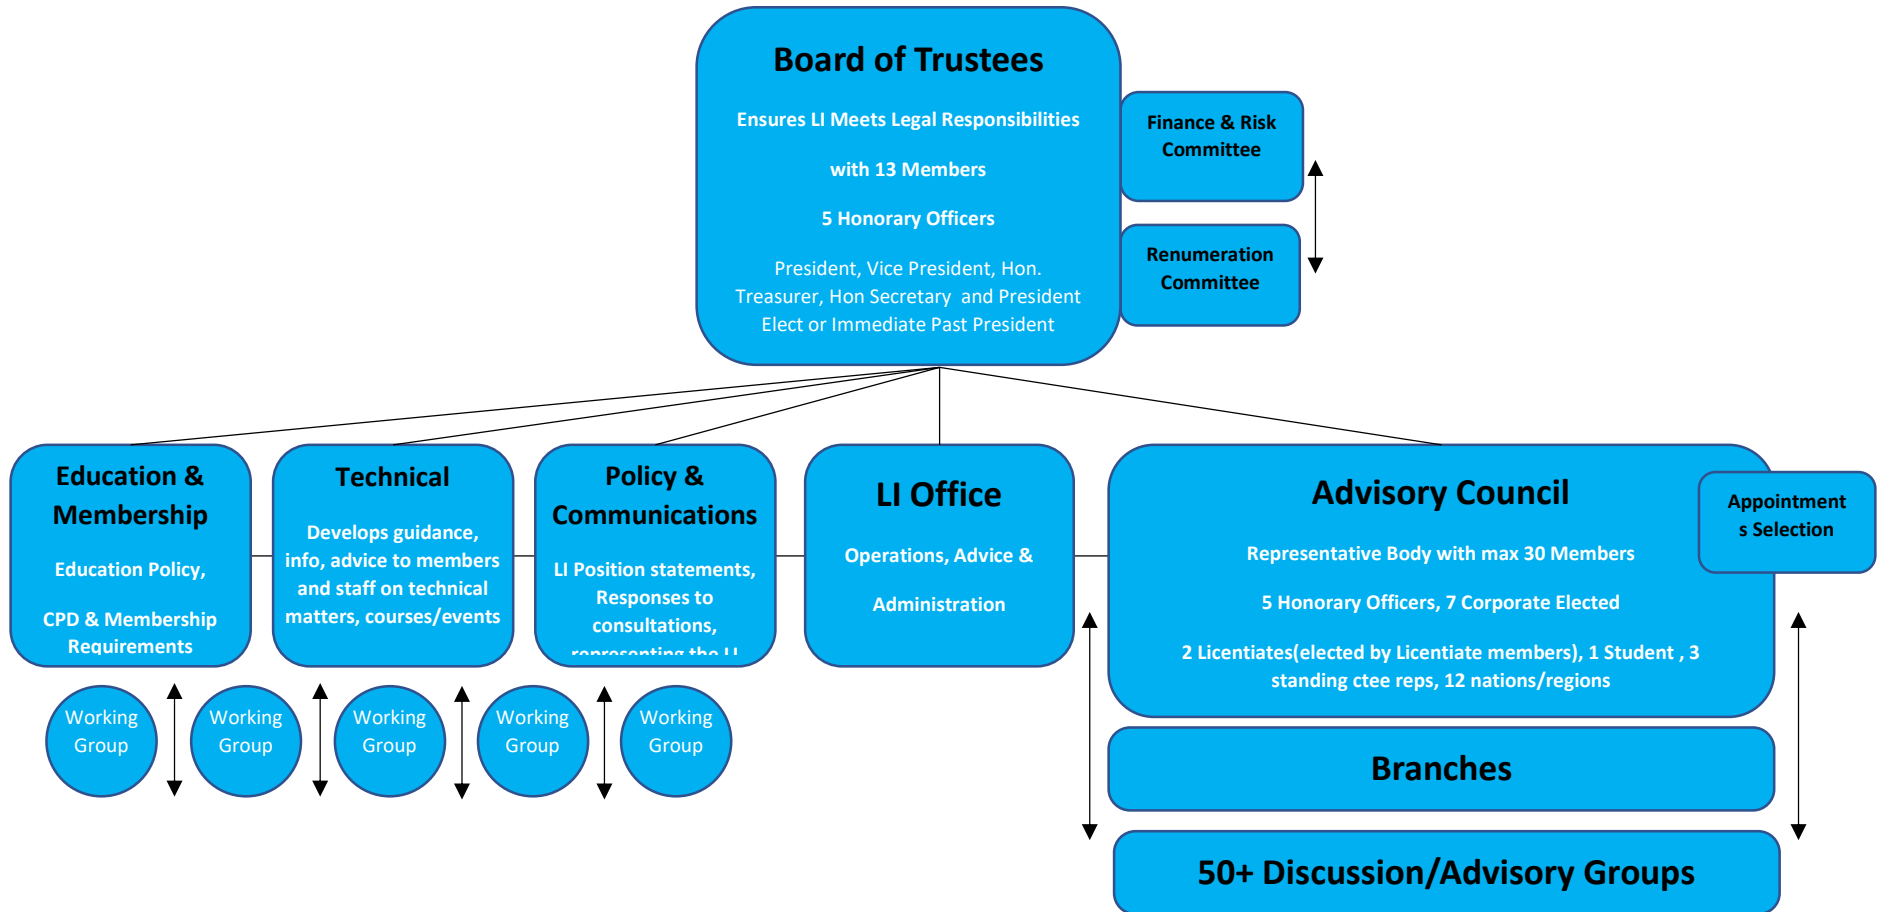 Board of Trustees
Ensures LI Meets Legal Responsibilities
with 13 Members
5 Honorary Officers
President, Vice President, Hon.
Treasurer, Hon Secretary and President
Elect or Immediate Past President
Finance & Risk
Committee
Renumeration
Committee
Education &
Membership
Education Policy,
CPD & Membership
Requirements
Technical
Develops guidance,
info, advice to members
and staff on technical
matters, courses/events
Policy &
Communications
LI Position statements,
Responses to
consultations,
representing the LI
LI Office
Operations, Advice &
Administration
Advisory Council
Representative Body with max 30 Members
5 Honorary Officers, 7 Corporate Elected
2 Licentiates(elected by Licentiate members), 1 Student , 3
standing ctee reps, 12 nations/regions
Appointment
s Selection
Working
Group
Working
Group
Working
Group
Working
Group
Working
Group
Branches
50+ Discussion/Advisory Groups